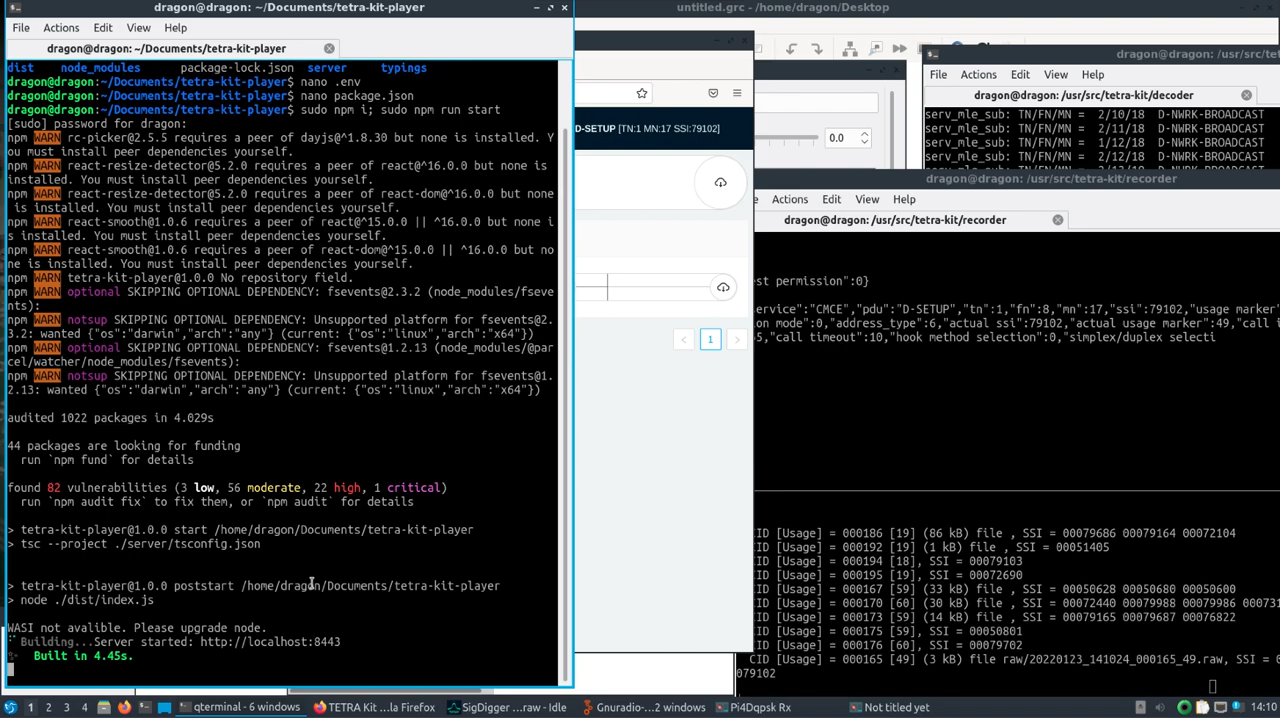 dragon@dragon: ~/Documents/tetra-kit-player
File Actions Edit View Help
dragon@dragon: ~/Documents/tetra-kit-player
dist node_modules package-lock.json server typings
dragon@dragon:~/Documents/tetra-kit-player$ nano .env
dragon@dragon:~/Documents/tetra-kit-player$ nano package.json
dragon@dragon:~/Documents/tetra-kit-player$ sudo npm i; sudo npm run start
[sudo] password for dragon:
npm WARN rc-picker@2.5.5 requires a peer of dayjs@^1.8.30 but none is installed. Y
ou must install peer dependencies yourself.
npm WARN react-resize-detector@5.2.0 requires a peer of react@^16.0.0 but none is
installed. You must install peer dependencies yourself.
npm WARN react-resize-detector@5.2.0 requires a peer of react-dom@^16.0.0 but none
is installed. You must install peer dependencies yourself.
npm WARN react-smooth@1.0.6 requires a peer of react@^15.0.0 || ^16.0.0 but none i
s installed. You must install peer dependencies yourself.
npm WARN react-smooth@1.0.6 requires a peer of react-dom@^15.0.0 || ^16.0.0 but no
ne is installed. You must install peer dependencies yourself.
npm WARN tetra-kit-player@1.0.0 No repository field.
npm WARN optional SKIPPING OPTIONAL DEPENDENCY: fsevents@2.3.2 (node_modules/fseve
nts):
npm WARN notsup SKIPPING OPTIONAL DEPENDENCY: Unsupported platform for fsevents@2.
3.2: wanted {"os":"darwin","arch":"any"} (current: {"os":"linux","arch":"x64"})
npm WARN optional SKIPPING OPTIONAL DEPENDENCY: fsevents@1.2.13 (node_modules/@par
cel/watcher/node_modules/fsevents):
npm WARN notsup SKIPPING OPTIONAL DEPENDENCY: Unsupported platform for fsevents@1.
2.13: wanted {"os":"darwin","arch":"any"} (current: {"os":"linux","arch":"x64"})
audited 1022 packages in 4.029s
44 packages are looking for funding
run `npm fund` for details
found 82 vulnerabilities (3 low, 56 moderate, 22 high, 1 critical)
run `npm audit fix` to fix them, or `npm audit` for details
> tetra-kit-player@1.0.0 start /home/dragon/Documents/tetra-kit-player
> tsc --project ./server/tsconfig.json
> tetra-kit-player@1.0.0 poststart /home/dragon/Documents/tetra-kit-player
> node ./dist/index.js
WASI not avalible. Please upgrade node.
Building...Server started: http://localhost:8443
Built in 4.45s.
untitled.grc - /home/dragon/Desktop
D-SETUP [TN:1 MN:17 SSI:79102]
0.0
< 1 >
dragon@dragon: /usr/src/tetra-kit/decoder
File Actions Edit View Help
dragon@dragon: /usr/src/tetra-kit/decoder
serv_mle_sub: TN/FN/MN = 2/10/18 D-NWRK-BROADCAST
serv_mle_sub: TN/FN/MN = 2/11/18 D-NWRK-BROADCAST
serv_mle_sub: TN/FN/MN = 1/12/18 D-NWRK-BROADCAST
serv_mle_sub: TN/FN/MN = 2/12/18 D-NWRK-BROADCAST
dragon@dragon: /usr/src/tetra-kit/recorder
Actions Edit View Help
dragon@dragon: /usr/src/tetra-kit/recorder
est permission":0}
service":"CMCE","pdu":"D-SETUP","tn":1,"fn":8,"mn":17,"ssi":79102,"usage marker
on mode":0,"address_type":6,"actual ssi":79102,"actual usage marker":49,"call i
5,"call timeout":10,"hook method selection":0,"simplex/duplex selecti
CID [Usage] = 000186 [19] (86 kB) file , SSI = 00079686 00079164 00072104
CID [Usage] = 000192 [19] (1 kB) file , SSI = 00051405
CID [Usage] = 000194 [18], SSI = 00079103
CID [Usage] = 000195 [19], SSI = 00072690
CID [Usage] = 000168 [59] (33 kB) file , SSI = 00050680 00050600
CID [Usage] = 000170 [60] (30 kB) file , SSI = 00072440 00079988 00079986 000731
CID [Usage] = 000173 [59] (14 kB) file , SSI = 00079687 00076822
CID [Usage] = 000175 [59], SSI = 00050801
CID [Usage] = 000176 [60], SSI = 00079702
CID [Usage] = 000165 [49] (3 kB) file raw/20220123_141024_000165_49.raw, SSI = 0
079102
1 2 3 4 qterminal - 6 windows TETRA Kit ...la Firefox SigDigger ...raw - Idle Gnuradio-...2 windows Pi4Dqpsk Rx Not titled yet 14:10